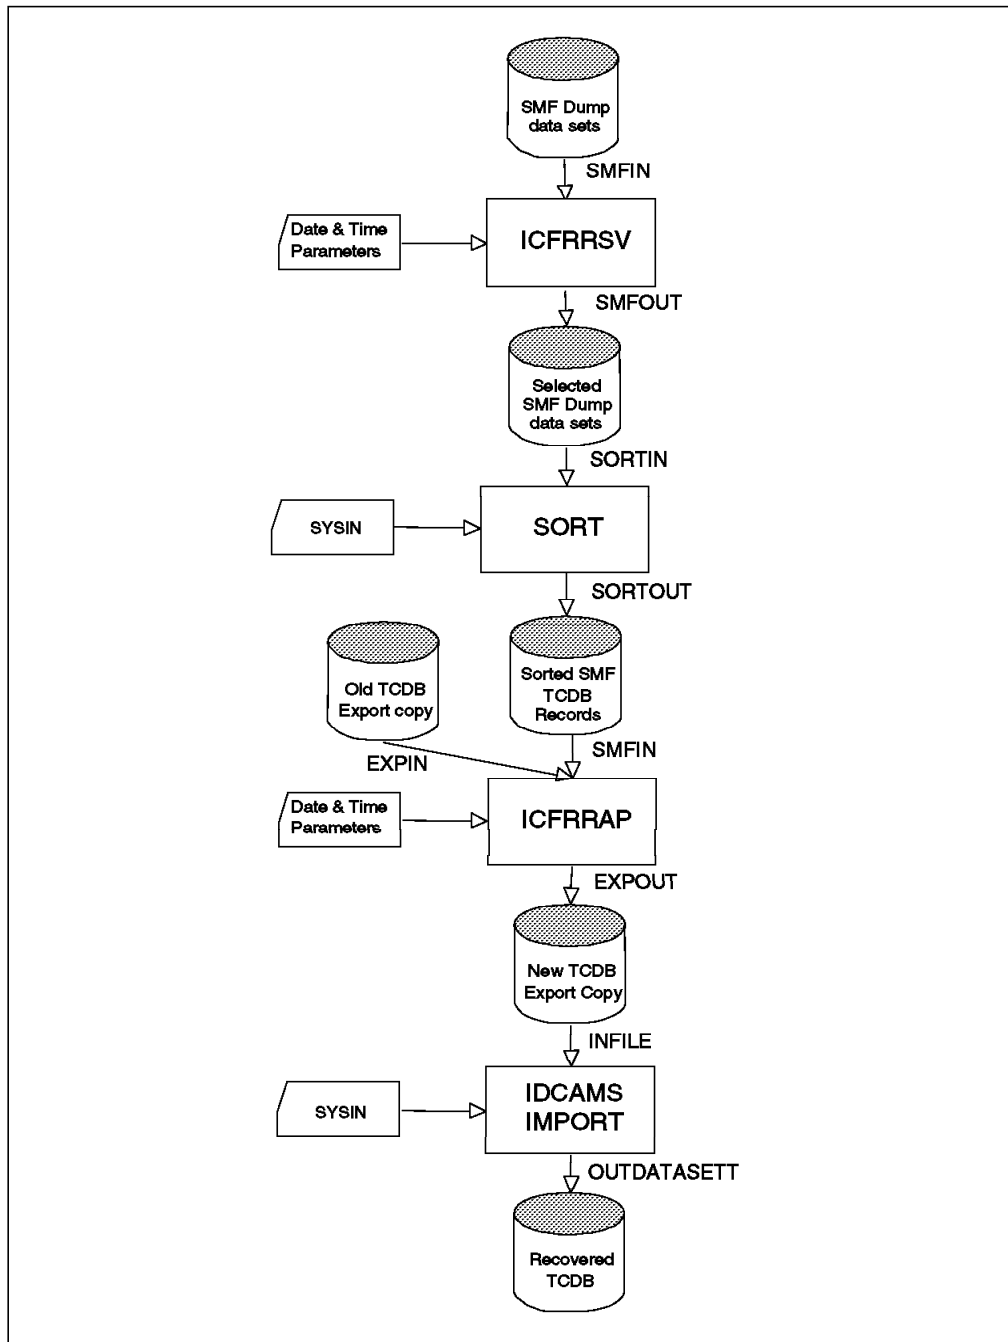 SMF Dump
data sets
SMFIN
Date & Time
Parameters
ICFRRSV
SMFOUT
Selected
SMF Dump
data sets
SORTIN
SYSIN
SORT
SORTOUT
Old TCDB
Export copy
Sorted SMF
TCDB
Records
EXPIN
SMFIN
Date & Time
Parameters
ICFRRAP
EXPOUT
New TCDB
Export Copy
INFILE
SYSIN
IDCAMS
IMPORT
OUTDATASETT
Recovered
TCDB